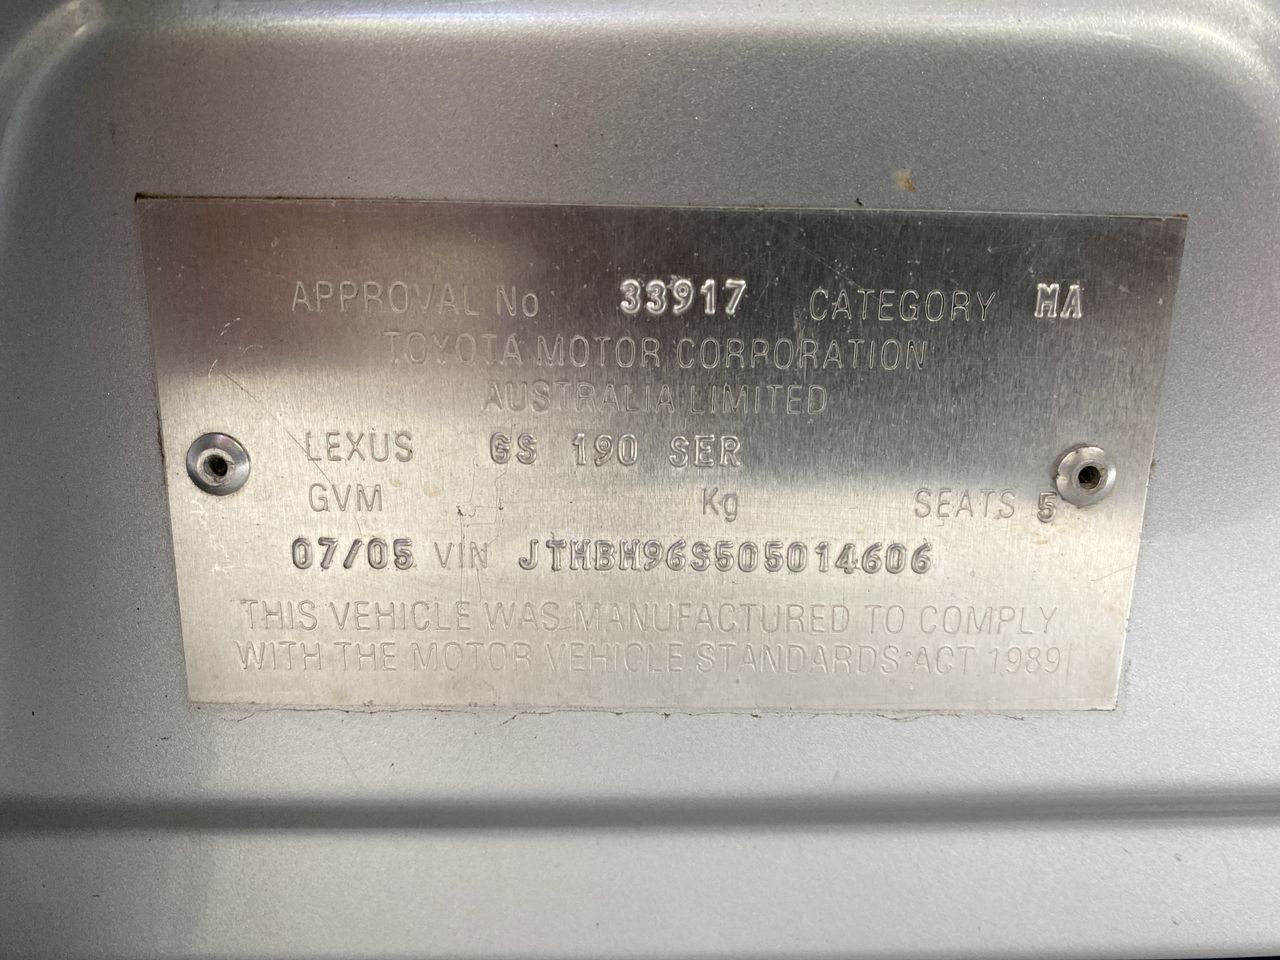 APPROVAL No 33917 CATEGORY MA
TOYOTA MOTOR CORPORATION
AUSTRALIA LIMITED
LEXUS GS 190 SER
GVM Kg SEATS 5
07/05 VIN JTHBH96S505014606
THIS VEHICLE WAS MANUFACTURED TO COMPLY
WITH THE MOTOR VEHICLE STANDARDS ACT 1989